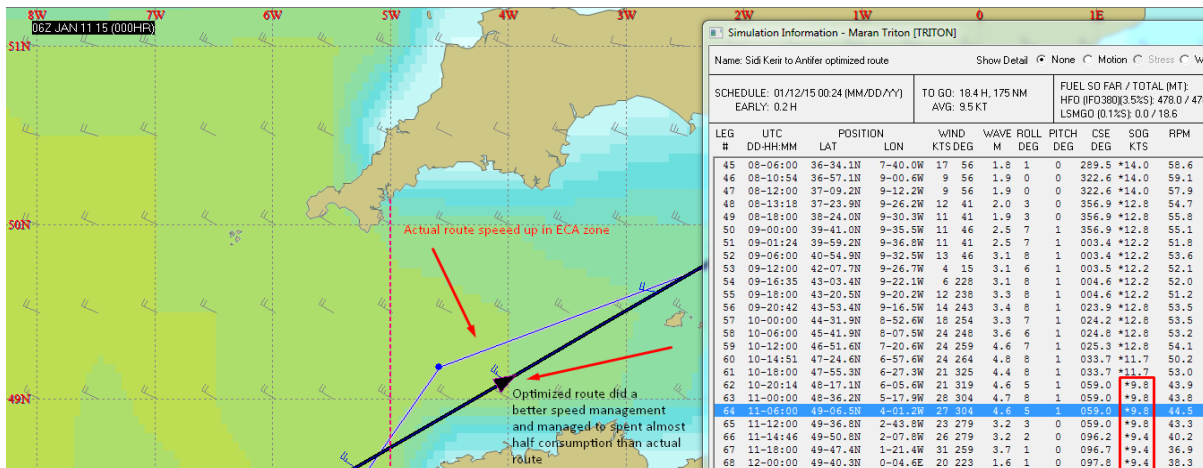 8W 7W 6W 5W 4W 3W 2W 1W 0 1E
06Z JAN 11 15 (000HR)
51N
50N
49N
Actual route speeed up in ECA zone
Optimized route did a
better speed management
and managed to spent almost
half consumption than actual
route
Simulation Information - Maran Triton [TRITON]
Name: Sidi Kerir to Antifer optimized route Show Detail None Motion Stress W
SCHEDULE: 01/12/15 00:24 (MM/DD/YY)
EARLY: 0.2 H
TO GO: 18.4 H, 175 NM
AVG: 9.5 KT
FUEL SO FAR / TOTAL (MT):
HFO (IFO380)(3.5%S): 478.0 / 47
LSMGO (0.1%S): 0.0 / 18.6
LEG UTC POSITION WIND WAVE ROLL PITCH CSE SOG RPM
# DD-HH:MM LAT LON KTS DEG M DEG DEG DEG KTS
45 08-06:00 36-34.1N 7-40.0W 17 56 1.8 1 0 289.5 *14.0 58.6
46 08-10:54 36-57.1N 9-00.6W 9 56 1.9 0 0 322.6 *14.0 59.1
47 08-12:00 37-09.2N 9-12.2W 9 56 1.9 0 0 322.6 *14.0 57.9
48 08-13:18 37-23.9N 9-26.2W 12 41 2.0 3 0 356.9 *12.8 54.7
49 08-18:00 38-24.0N 9-30.3W 11 41 1.9 3 0 356.9 *12.8 55.8
50 09-00:00 39-41.0N 9-35.5W 11 46 2.5 7 1 356.9 *12.8 55.1
51 09-01:24 39-59.2N 9-36.8W 11 41 2.5 7 1 003.4 *12.2 51.8
52 09-06:00 40-54.9N 9-32.5W 13 46 3.1 8 1 003.4 *12.2 53.6
53 09-12:00 42-07.7N 9-26.7W 4 15 3.1 6 1 003.5 *12.2 52.1
54 09-16:35 43-03.4N 9-22.1W 6 228 3.1 8 1 004.6 *12.2 52.0
55 09-18:00 43-20.5N 9-20.2W 12 238 3.3 8 1 004.6 *12.2 51.2
56 09-20:42 43-53.4N 9-16.5W 14 243 3.4 8 1 023.9 *12.8 53.5
57 10-00:00 44-31.9N 8-52.6W 18 254 3.3 7 1 024.2 *12.8 53.5
58 10-06:00 45-41.9N 8-07.5W 24 248 3.6 6 1 024.8 *12.8 53.2
59 10-12:00 46-51.6N 7-20.6W 24 259 4.6 7 1 025.3 *12.8 54.1
60 10-14:51 47-24.6N 6-57.6W 24 264 4.8 8 1 033.7 *11.7 50.2
61 10-18:00 47-55.3N 6-27.3W 21 325 4.4 8 1 033.7 *11.7 53.0
62 10-20:14 48-17.1N 6-05.6W 21 319 4.6 5 1 059.0 *9.8 43.9
63 11-00:00 48-36.2N 5-17.9W 28 304 4.7 8 1 059.0 *9.8 43.8
64 11-06:00 49-06.5N 4-01.2W 27 304 4.6 5 1 059.0 *9.8 44.5
65 11-12:00 49-36.8N 2-43.8W 23 279 3.2 3 0 059.0 *9.8 43.3
66 11-14:46 49-50.8N 2-07.8W 26 279 3.2 2 0 096.2 *9.4 40.2
67 11-18:00 49-47.4N 1-21.4W 31 259 3.7 1 0 096.7 *9.4 36.9
68 12-00:00 49-40.3N 0-04.6E 20 223 1.6 1 0 097.8 *9.4 38.3